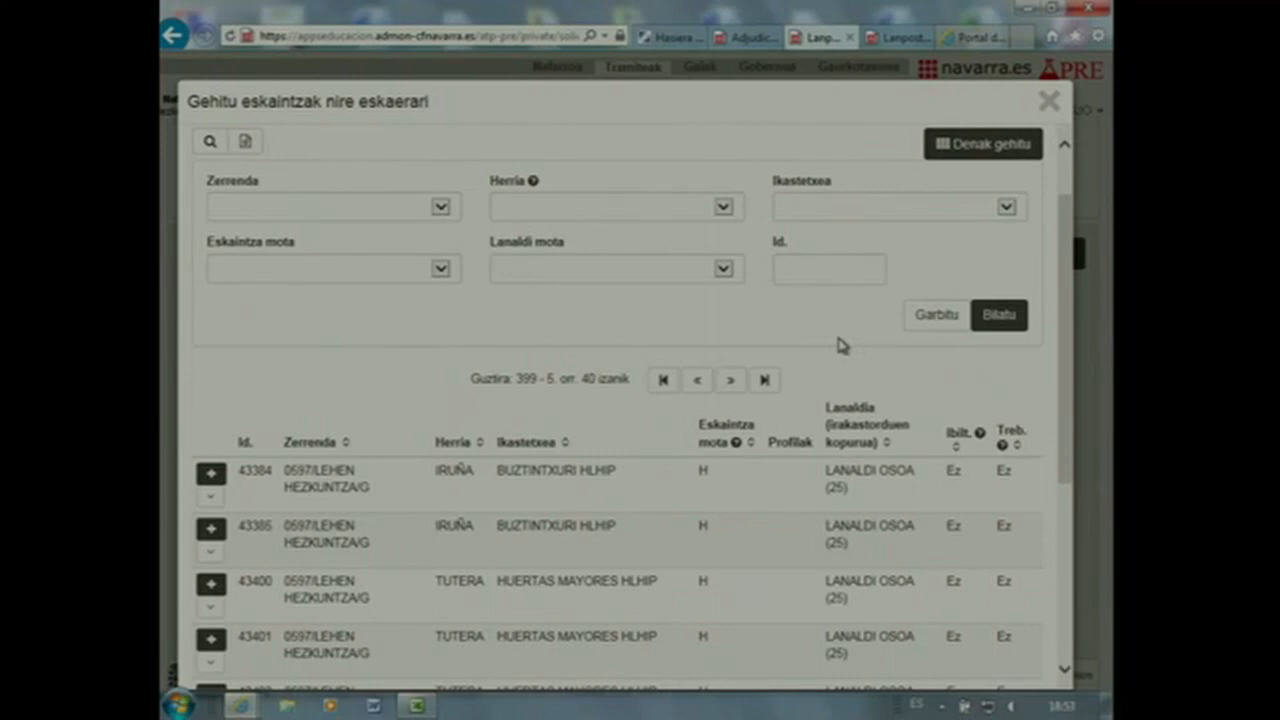 https://appseducacion.admon-cfnavarra.es/atp-pre/private/soli
Hasiera ...
Adjudic...
Lanp...
Lanpost...
Portal d...
Nafarroa Tramiteak Gaiak Gobernua Gaurkotasuna
navarra.es
PRE
Gehitu eskaintzak nire eskaerari
Denak gehitu
Zerrenda Herria Ikastetxea
Eskaintza mota Lanaldi mota Id.
Garbitu Bilatu
Guztira: 399 - 5. orr. 40 izanik
Id. Zerrenda Herria Ikastetxea Eskaintza mota Profilak Lanaldia (irakastorduen kopurua) Ibilt. Treb.
43384 0597/LEHEN HEZKUNTZA/G IRUÑA BUZTINTXURI HLHIP H LANALDI OSOA (25) Ez Ez
43385 0597/LEHEN HEZKUNTZA/G IRUÑA BUZTINTXURI HLHIP H LANALDI OSOA (25) Ez Ez
43400 0597/LEHEN HEZKUNTZA/G TUTERA HUERTAS MAYORES HLHIP H LANALDI OSOA (25) Ez Ez
43401 0597/LEHEN HEZKUNTZA/G TUTERA HUERTAS MAYORES HLHIP H LANALDI OSOA (25) Ez Ez
ES
18:53